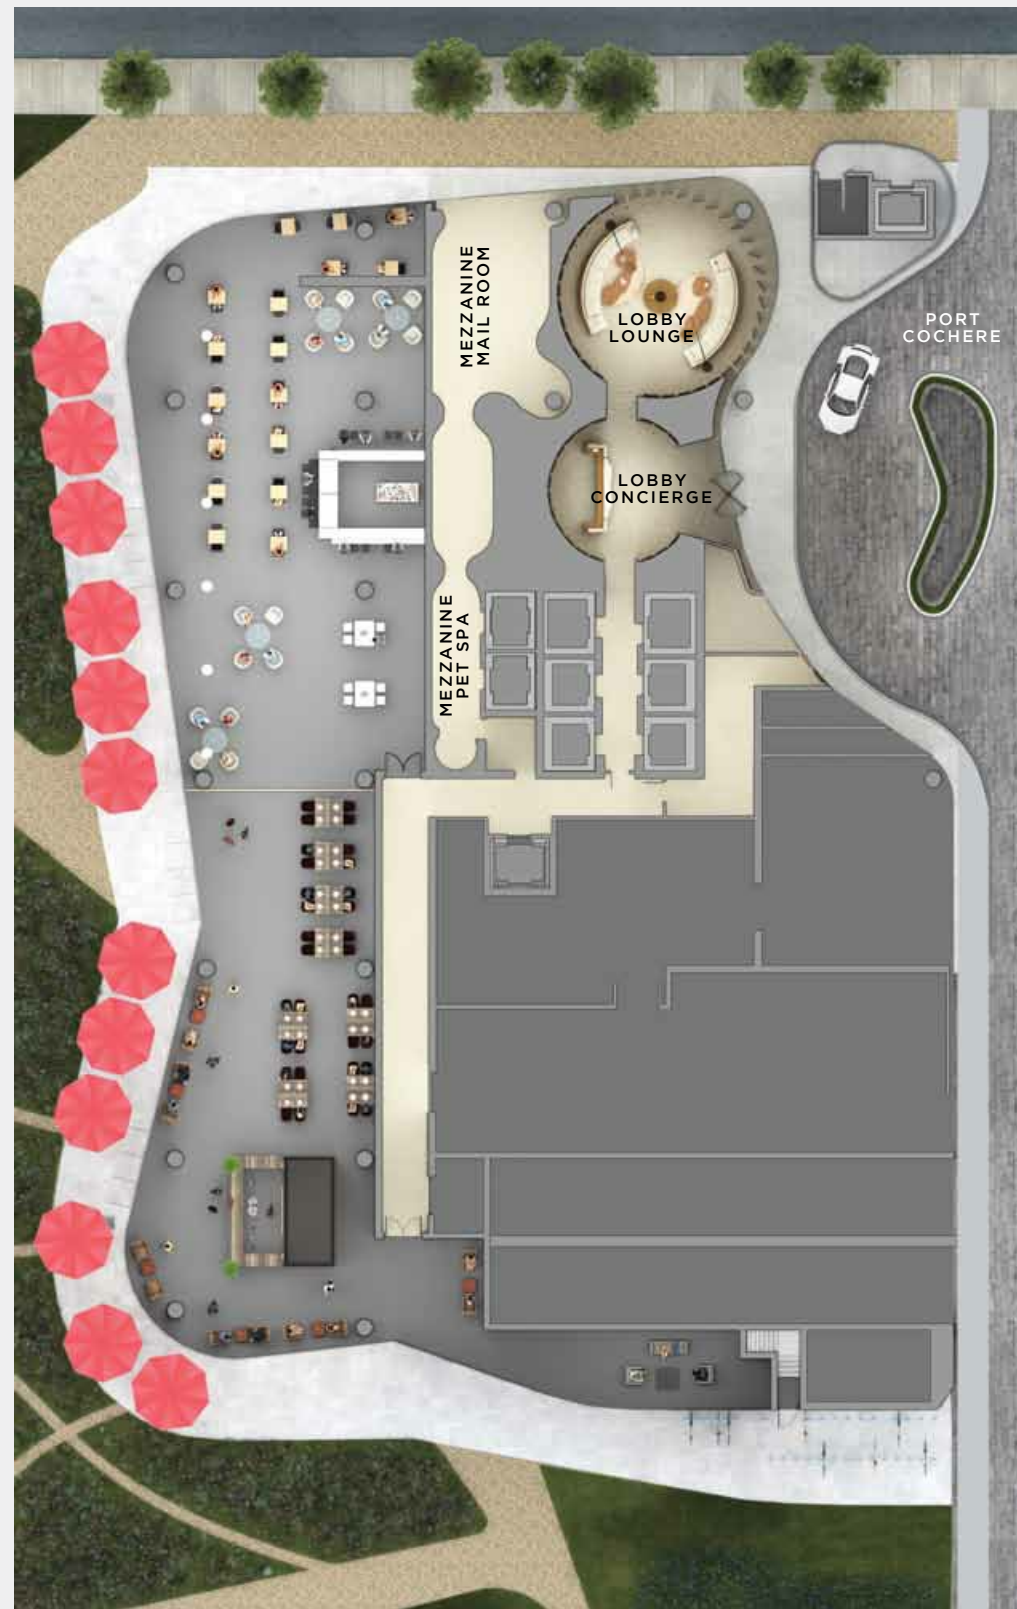 MEZZANINE
MAIL ROOM
LOBBY
LOUNGE
PORT
COCHERE
LOBBY
CONCIERGE
MEZZANINE
PET SPA